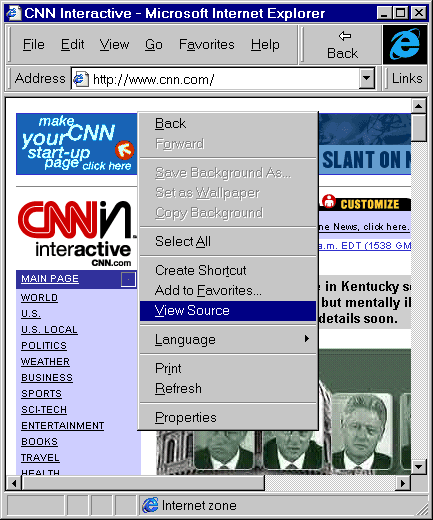 CNN Interactive - Microsoft Internet Explorer
File Edit View Go Favorites Help
Back
Address http://www.cnn.com/ Links
make
your CNN
start-up
page click here
SLANT ON N
CNNin
interactive
CNN.com
CUSTOMIZE
ne News, click here.
a.m. EDT (1538 GM
MAIN PAGE
WORLD
U.S.
U.S. LOCAL
POLITICS
WEATHER
BUSINESS
SPORTS
SCI-TECH
ENTERTAINMENT
BOOKS
TRAVEL
HEALTH
Back
Forward
Save Background As...
Set as Wallpaper
Copy Background
Select All
Create Shortcut
Add to Favorites...
View Source
Language
Print
Refresh
Properties
e in Kentucky s
but mentally il
details soon.
Internet zone